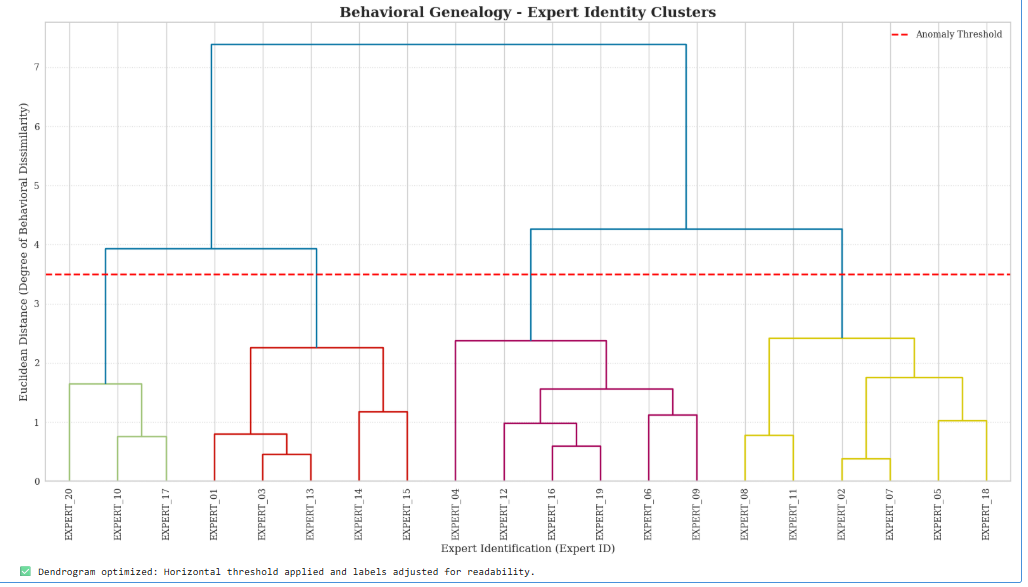 Behavioral Genealogy - Expert Identity Clusters
Anomaly Threshold
Euclidean Distance (Degree of Behavioral Dissimilarity)
7
6
5
4
3
2
1
0
EXPERT_20
EXPERT_10
EXPERT_17
EXPERT_01
EXPERT_03
EXPERT_13
EXPERT_14
EXPERT_15
EXPERT_04
EXPERT_12
EXPERT_16
EXPERT_19
EXPERT_06
EXPERT_09
EXPERT_08
EXPERT_11
EXPERT_02
EXPERT_07
EXPERT_05
EXPERT_18
Expert Identification (Expert ID)
✅ Dendrogram optimized: Horizontal threshold applied and labels adjusted for readability.